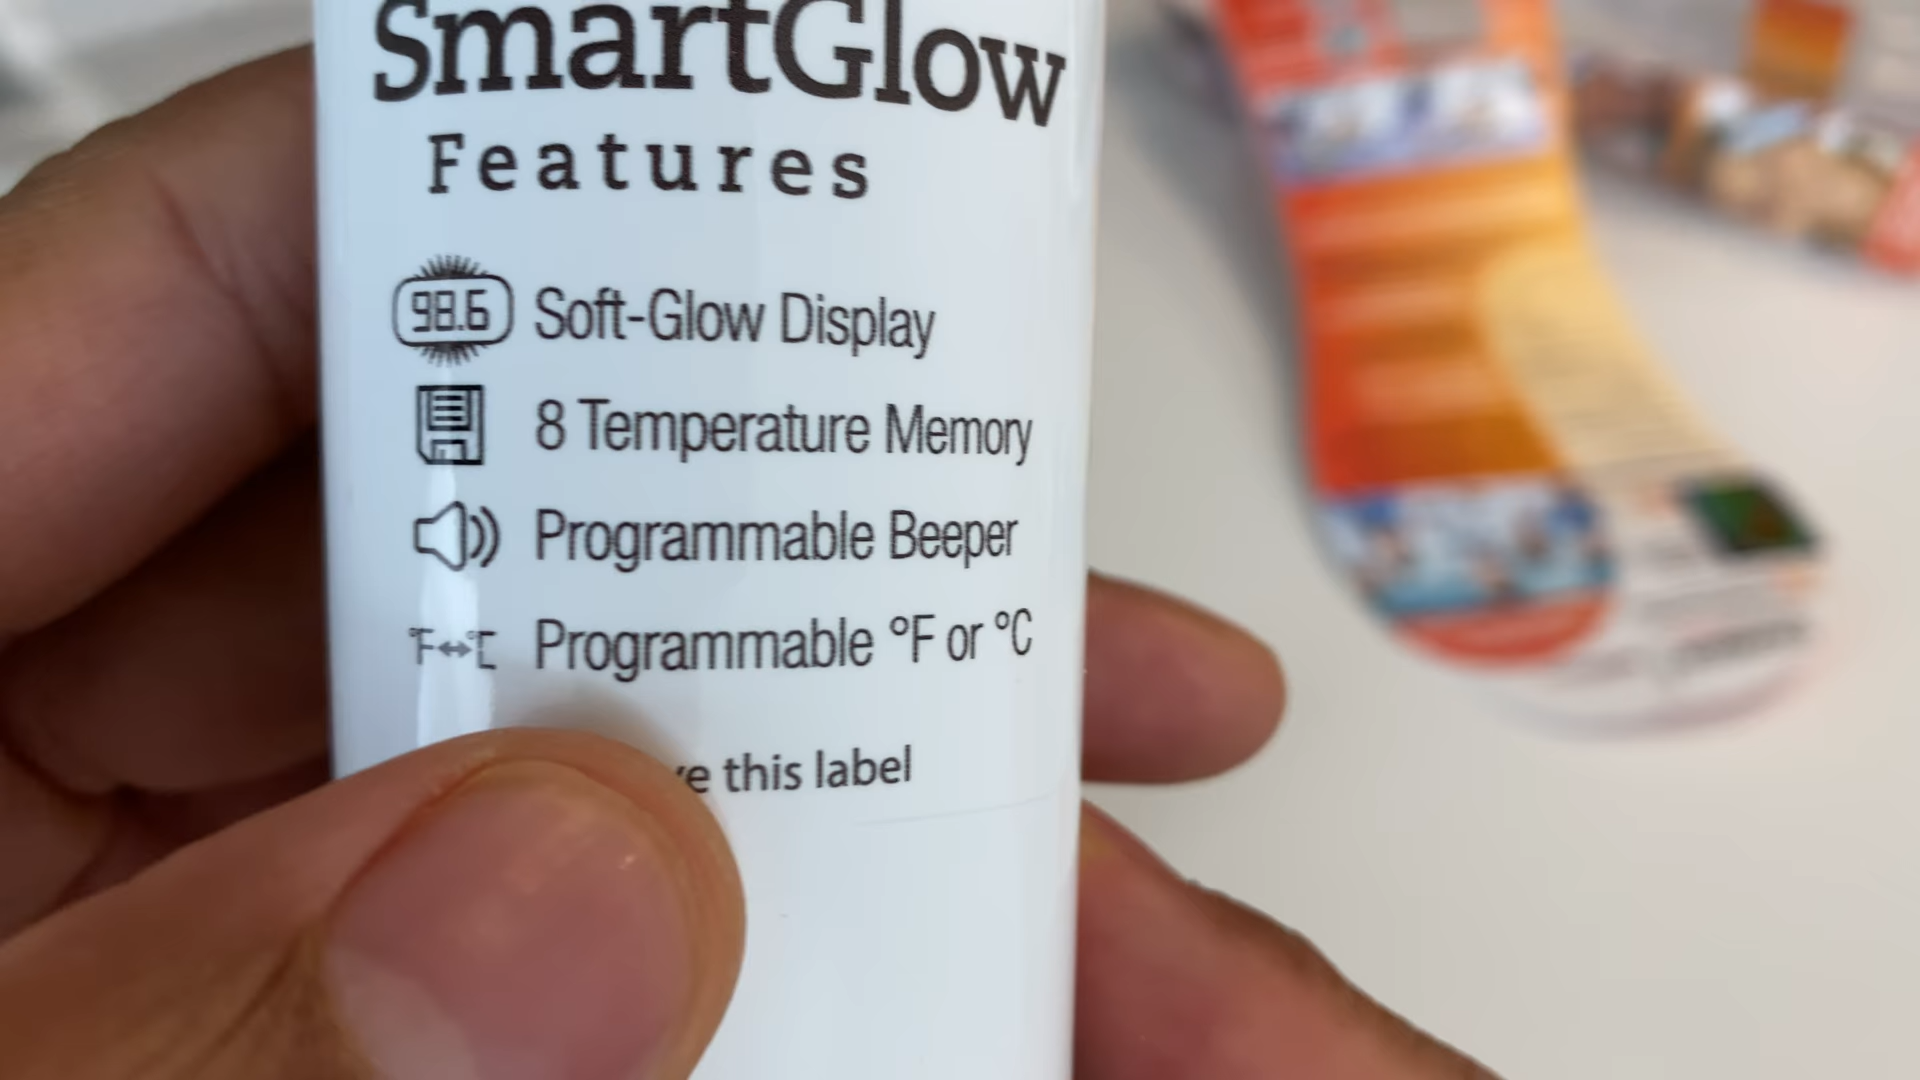 SmartGlow
Features
98.6 Soft-Glow Display
8 Temperature Memory
Programmable Beeper
°F↔°C Programmable °F or °C
this label